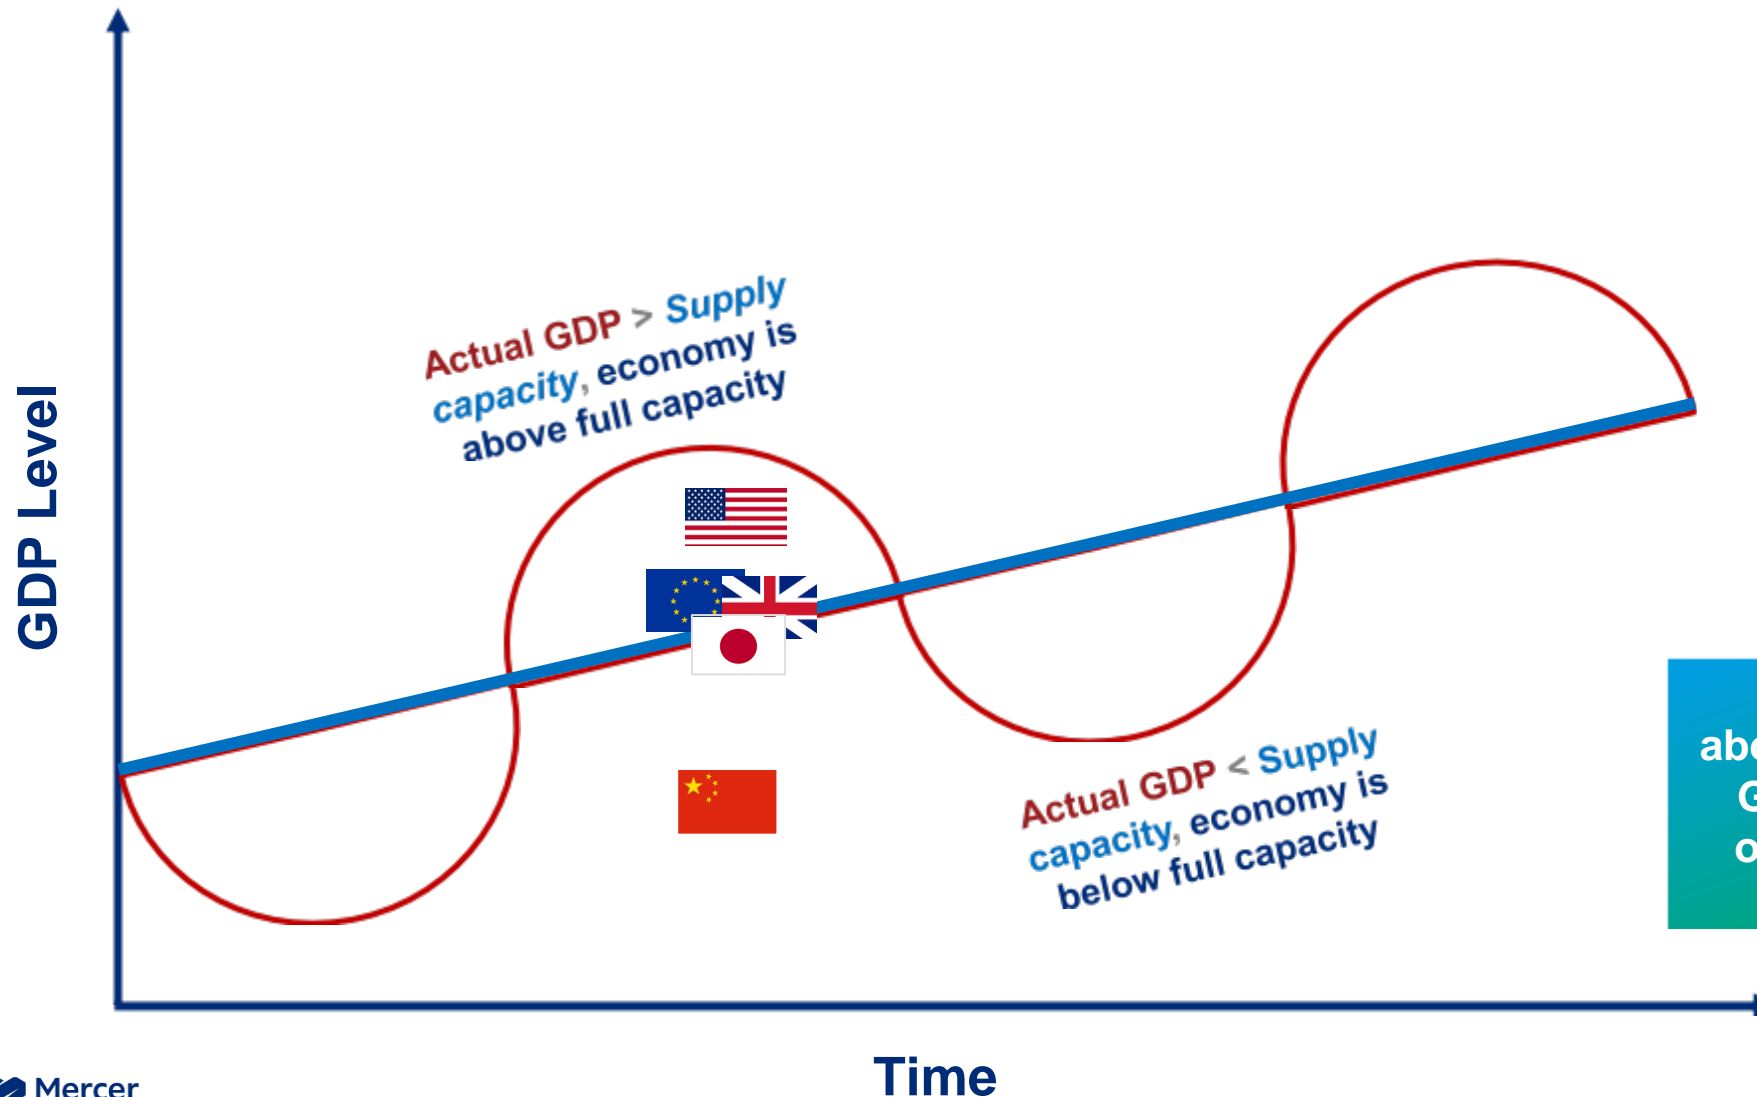 Actual GDP > Supply
capacity, economy is
above full capacity
GDP Level
Actual GDP < Supply
capacity, economy is
below full capacity
Time
Mercer